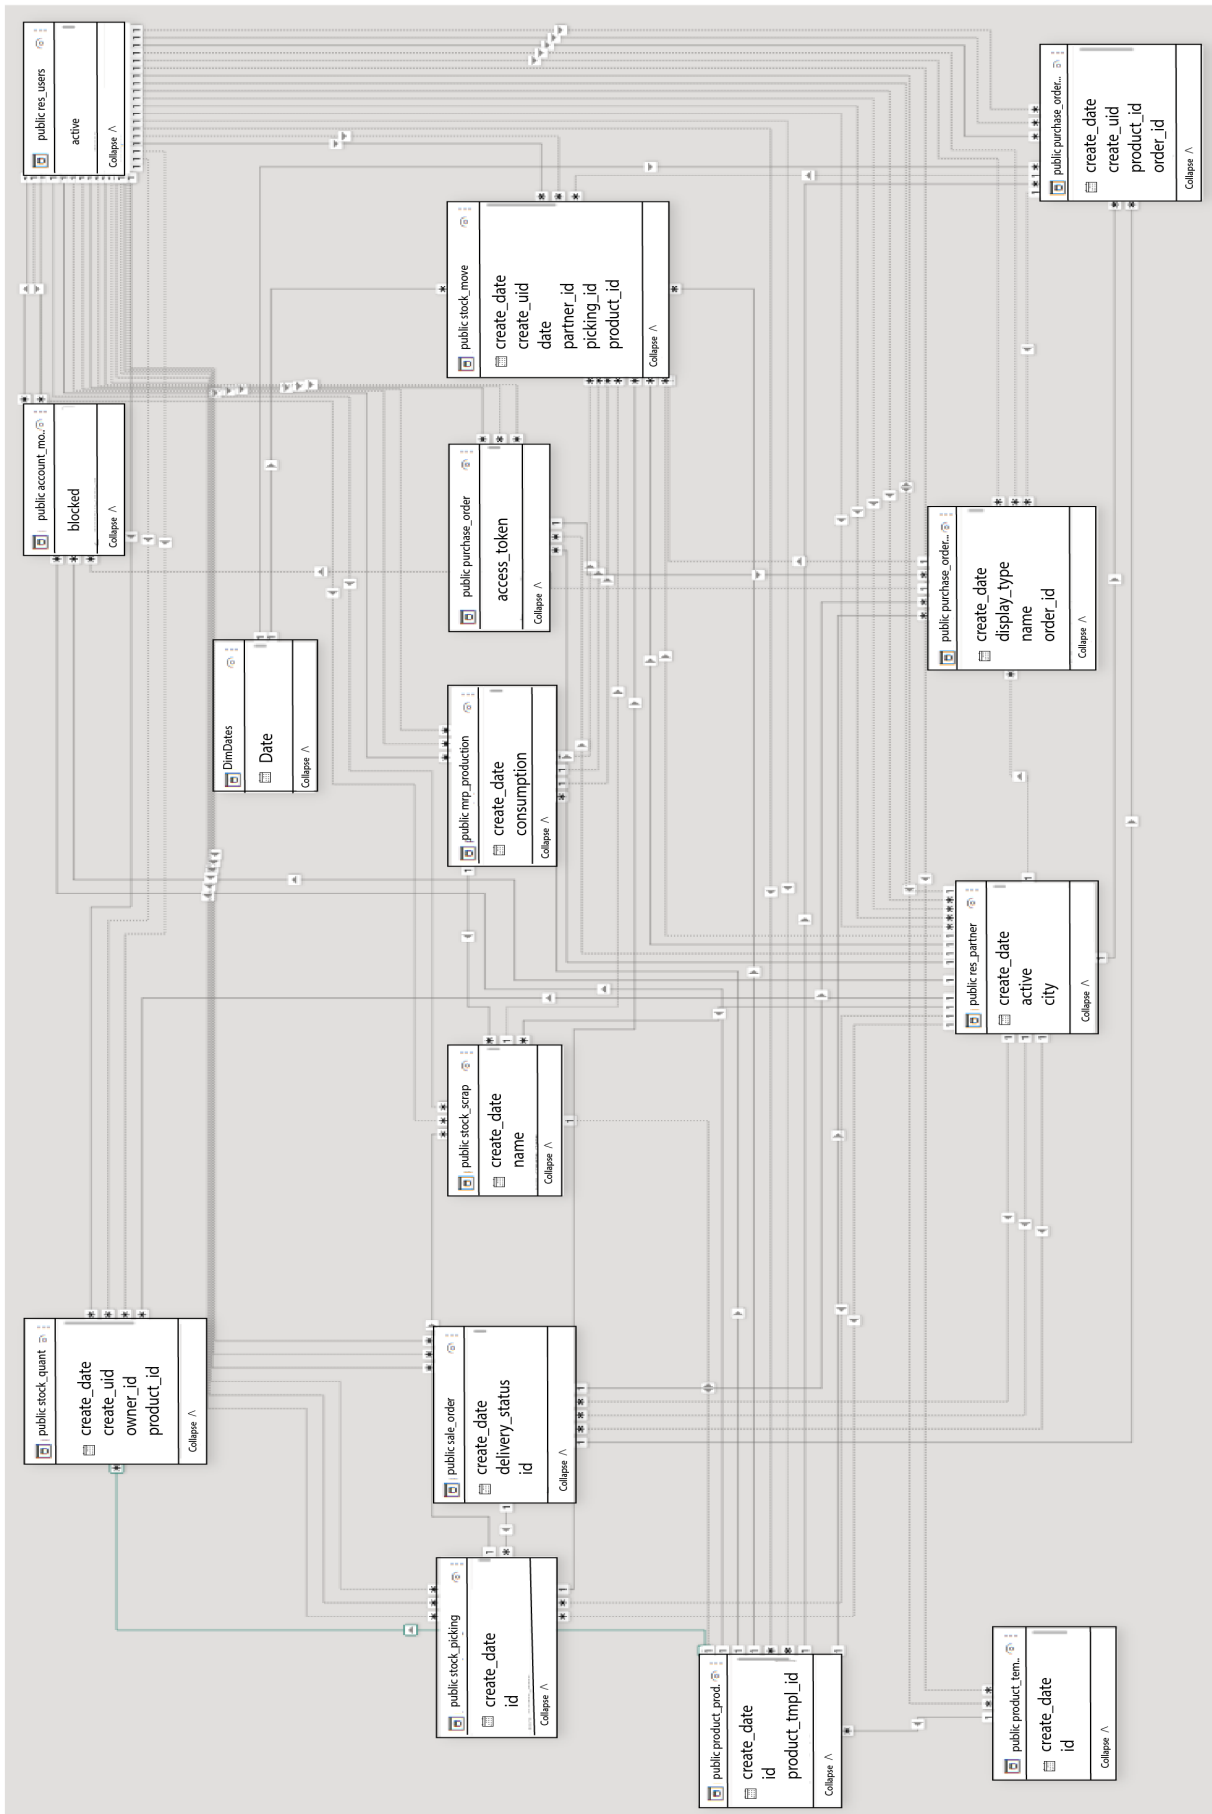 public stock_quant
create_date
create_uid
owner_id
product_id
Collapse
public account_mo..
blocked
Collapse
public res_users
active
Collapse
DimDates
Date
Collapse
public stock_picking
create_date
id
Collapse
public sale_order
create_date
delivery_status
id
Collapse
public stock_scrap
create_date
name
Collapse
public mrp_production
create_date
consumption
Collapse
public purchase_order
access_token
Collapse
public stock_move
create_date
create_uid
date
partner_id
picking_id
product_id
Collapse
public product_prod..
create_date
id
product_tmpl_id
Collapse
public product_tem..
create_date
id
Collapse
public res_partner
create_date
active
city
Collapse
public purchase_order...
create_date
display_type
name
order_id
Collapse
public purchase_order...
create_date
create_uid
product_id
order_id
Collapse